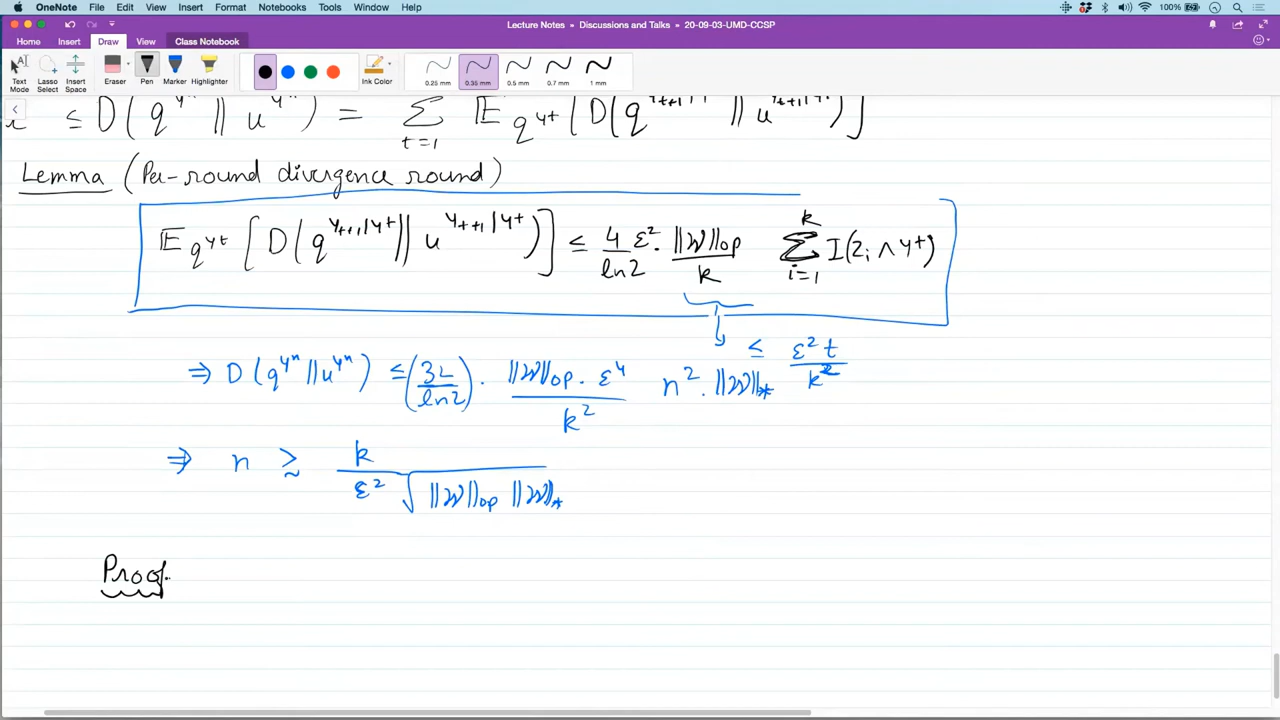 OneNote File Edit View Insert Format Notebooks Tools Window Help 100%
Lecture Notes | Discussions and Talks • 20-09-03-UMD-CCSP
Home Insert Draw View Class Notebook
Text Mode Lasso Select Insert Space Eraser Pen Marker Highlighter Ink Color 0.25 mm 0.35 mm 0.5 mm 0.7 mm 1 mm
≤ D(q^{Y^n} || u^{Y^n}) = Σ_{t=1} 𝔼_{q^{Y^t}} [D(q^{Y_{t+1}|Y^t} || u^{Y_{t+1}|Y^t})]
Lemma (Per-round divergence round)
𝔼_{q^{Y^t}} [D(q^{Y_{t+1}|Y^t} || u^{Y_{t+1}|Y^t})] ≤ 4/ln2 ε² · ||W||_op / k Σ_{i=1}^{k} I(Z_i ∧ Y^t)
≤ ε² t / k²
⇒ D(q^{Y^n} || u^{Y^n}) ≤ (32/ln2) · ||W||_op · ε⁴ / k² n² · ||W||_*
⇒ n ≳ k / ε² √(||W||_op ||W||_*)
Proof.